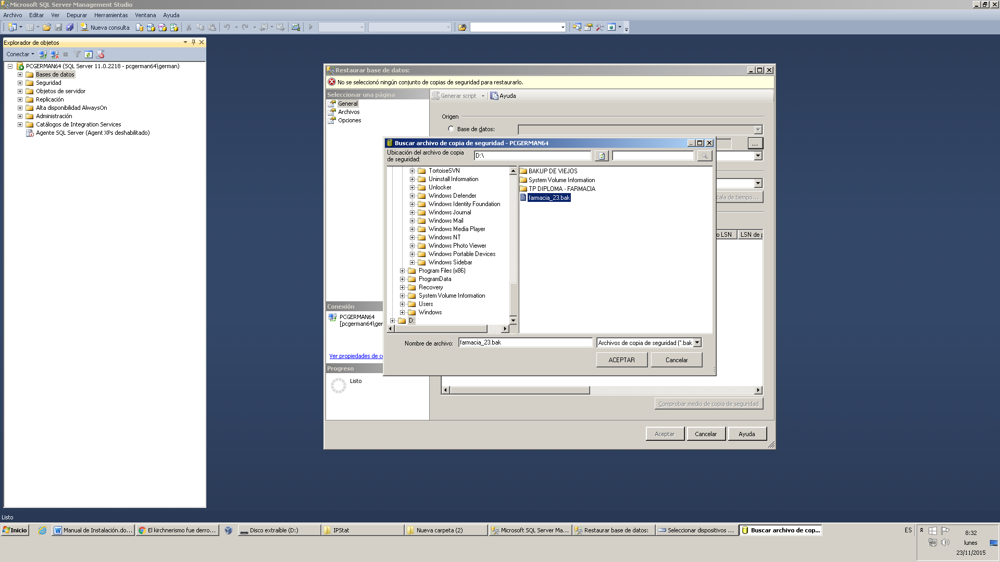 Microsoft SQL Server Management Studio
Archivo Editar Ver Depurar Herramientas Ventana Ayuda
Nueva consulta
Explorador de objetos
Conectar
PCGERMAN64 (SQL Server 11.0.2218 - pcgerman64\german)
Bases de datos
Seguridad
Objetos de servidor
Replicación
Alta disponibilidad AlwaysOn
Administración
Catálogos de Integration Services
Agente SQL Server (Agent XPs deshabilitado)
Restaurar base de datos:
No se seleccionó ningún conjunto de copias de seguridad para restaurarlo.
Seleccionar una página
General
Archivos
Opciones
Generar script Ayuda
Origen
Base de datos:
...
cala de tiempo...
o LSN LSN de p
Conexión
PCGERMAN64
[pcgerman64\ger
Ver propiedades de co
Progreso
Listo
Comprobar medio de copia de seguridad
Aceptar Cancelar Ayuda
Buscar archivo de copia de seguridad - PCGERMAN64
Ubicación del archivo de copia
de seguridad:
D:\
TortoiseSVN
Uninstall Information
Unlocker
Windows Defender
Windows Identity Foundation
Windows Journal
Windows Mail
Windows Media Player
Windows NT
Windows Photo Viewer
Windows Portable Devices
Windows Sidebar
Program Files (x86)
ProgramData
Recovery
System Volume Information
Users
Windows
D:
BAKUP DE VIEJOS
System Volume Information
TP DIPLOMA - FARMACIA
farmacia_23.bak
Nombre de archivo: farmacia_23.bak Archivos de copia de seguridad (*.bak
ACEPTAR Cancelar
Listo
Inicio Manual de Instalación.do... El kirchnerismo fue derro... Disco extraíble (D:) IPStat Nueva carpeta (2) Microsoft SQL Server Ma... Restaurar base de datos: Seleccionar dispositivos ... Buscar archivo de cop... ES
8:32
lunes
23/11/2015